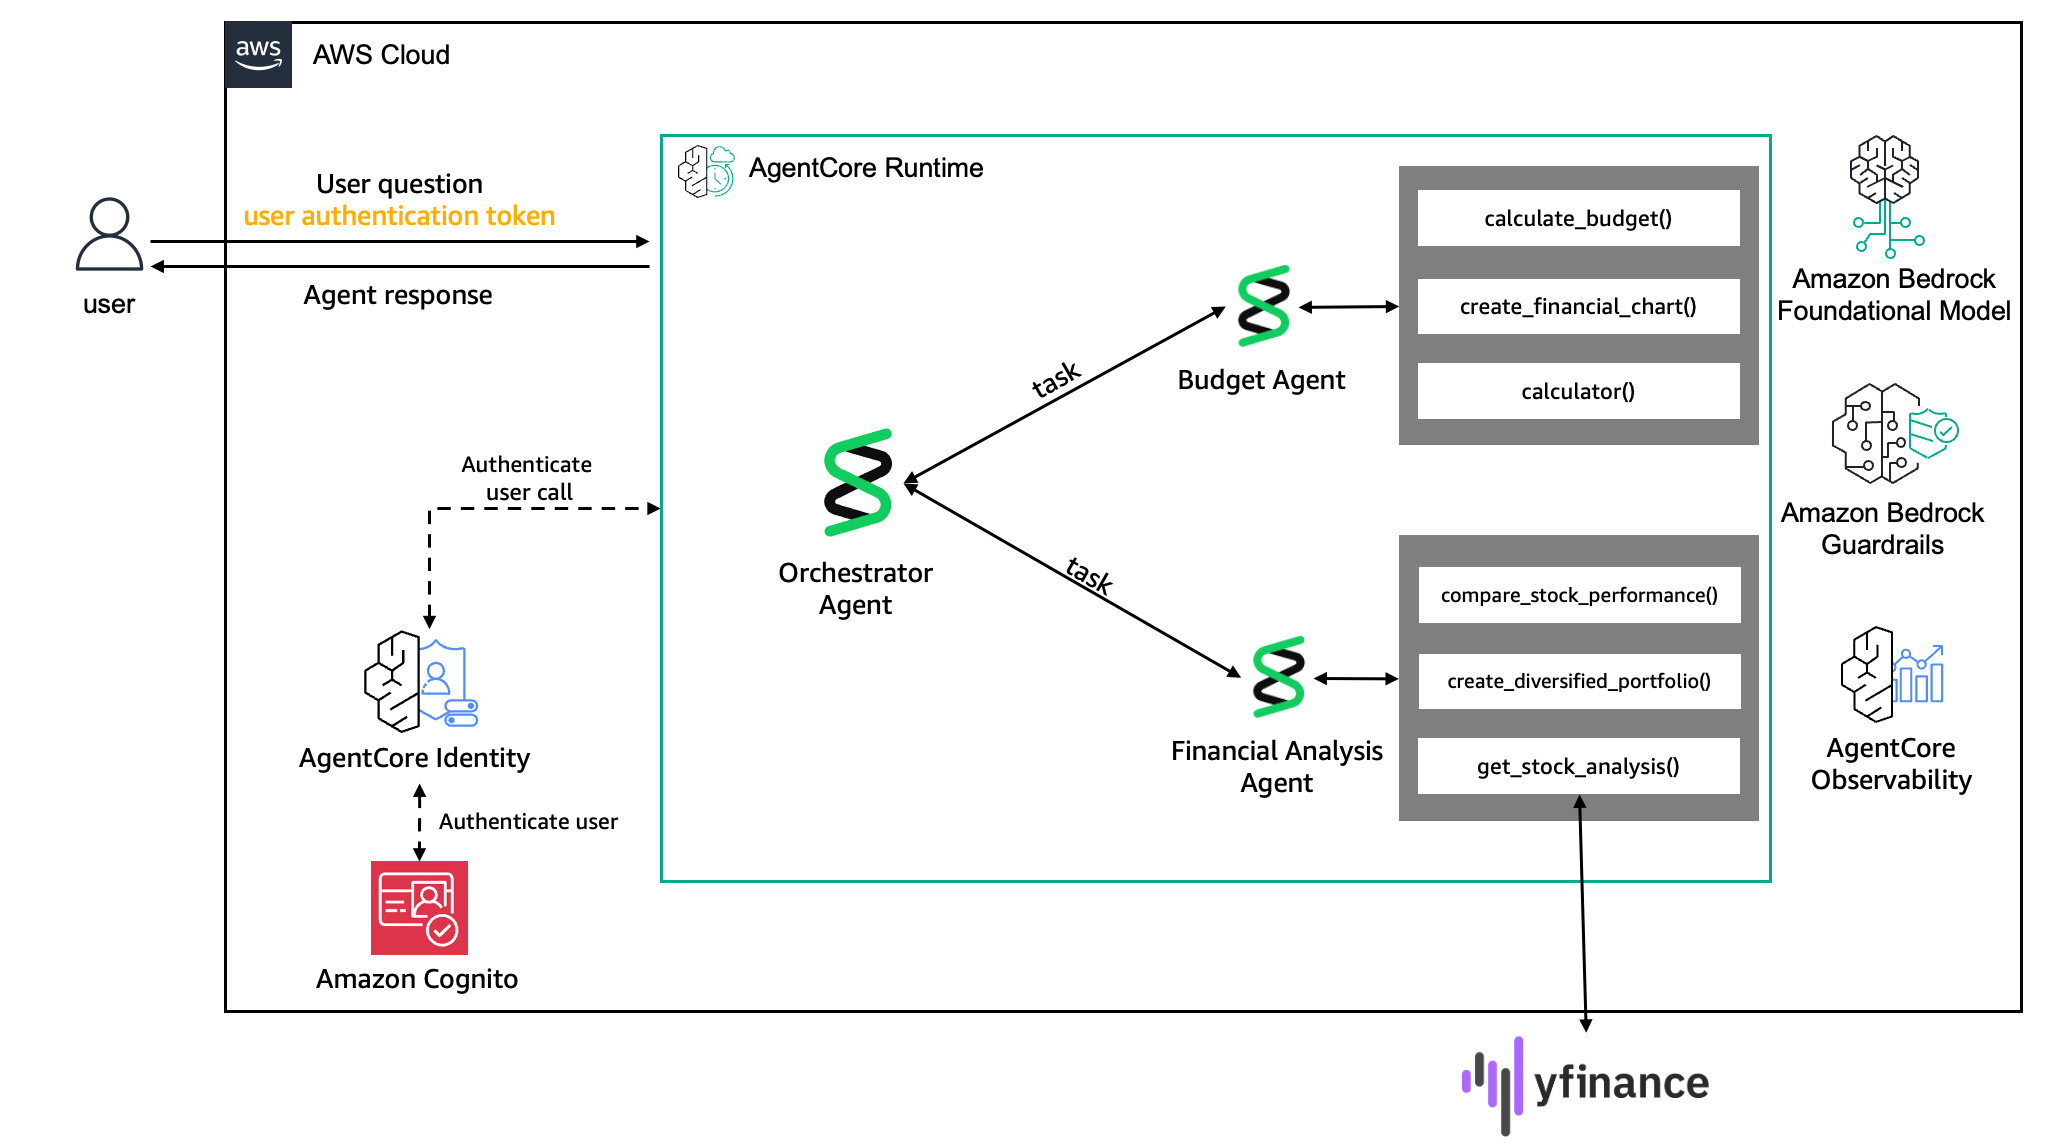 aws
AWS Cloud
User question
user authentication token
Agent response
user
AgentCore Runtime
calculate_budget()
create_financial_chart()
calculator()
Budget Agent
task
Orchestrator
Agent
task
Financial Analysis
Agent
compare_stock_performance()
create_diversified_portfolio()
get_stock_analysis()
Authenticate
user call
AgentCore Identity
Authenticate user
Amazon Cognito
Amazon Bedrock
Foundational Model
Amazon Bedrock
Guardrails
AgentCore
Observability
yfinance